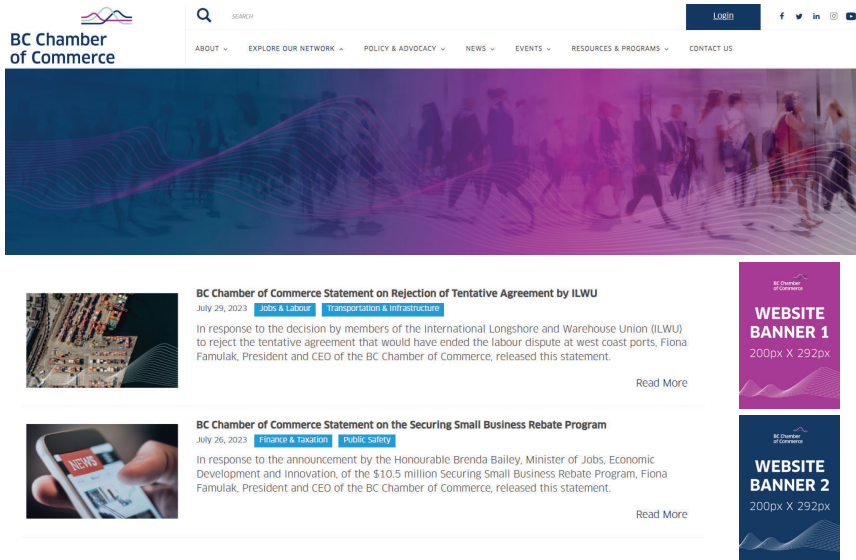 BC Chamber
of Commerce
SEARCH
Login
ABOUT
EXPLORE OUR NETWORK
POLICY & ADVOCACY
NEWS
EVENTS
RESOURCES & PROGRAMS
CONTACT US
BC Chamber of Commerce Statement on Rejection of Tentative Agreement by ILWU
July 29, 2023 Jobs & Labour Transportation & Infrastructure
In response to the decision by members of the International Longshore and Warehouse Union (ILWU)
to reject the tentative agreement that would have ended the labour dispute at west coast ports, Fiona
Famulak, President and CEO of the BC Chamber of Commerce, released this statement.
Read More
NEWS
BC Chamber of Commerce Statement on the Securing Small Business Rebate Program
July 26, 2023 Finance & Taxation Public Safety
In response to the announcement by the Honourable Brenda Bailey, Minister of Jobs, Economic
Development and Innovation, of the $10.5 million Securing Small Business Rebate Program, Fiona
Famulak, President and CEO of the BC Chamber of Commerce, released this statement.
Read More
BC Chamber
of Commerce
WEBSITE
BANNER 1
200px X 292px
BC Chamber
of Commerce
WEBSITE
BANNER 2
200px X 292px